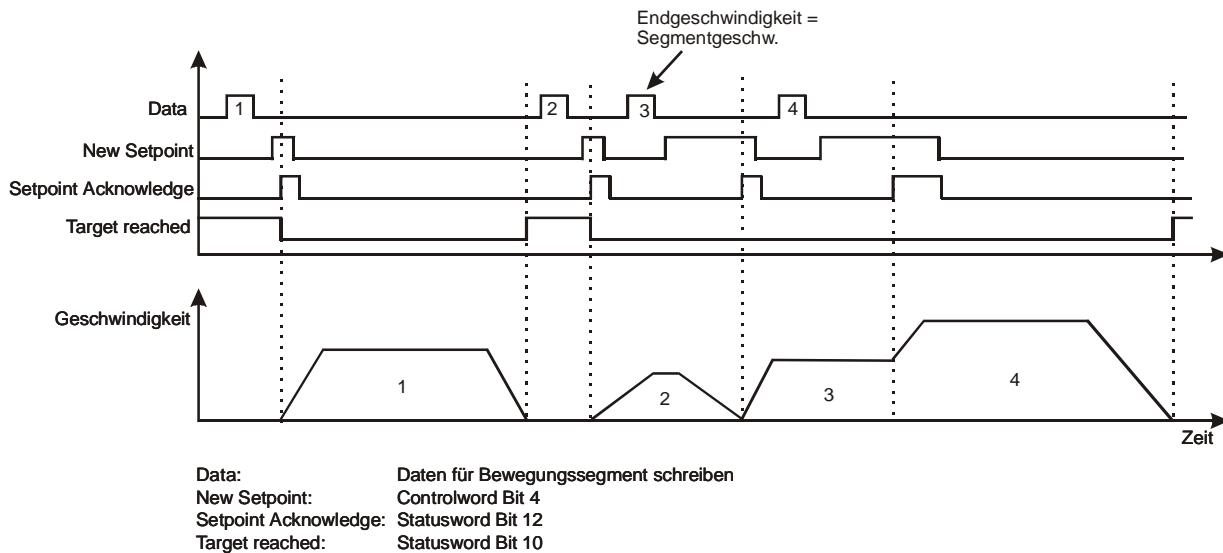 Endgeschwindigkeit =
Segmentgeschw.
Data
1
2
3
4
New Setpoint
Setpoint Acknowledge
Target reached
Geschwindigkeit
1
2
3
4
Zeit
Data: Daten für Bewegungssegment schreiben
New Setpoint: Controlword Bit 4
Setpoint Acknowledge: Statusword Bit 12
Target reached: Statusword Bit 10